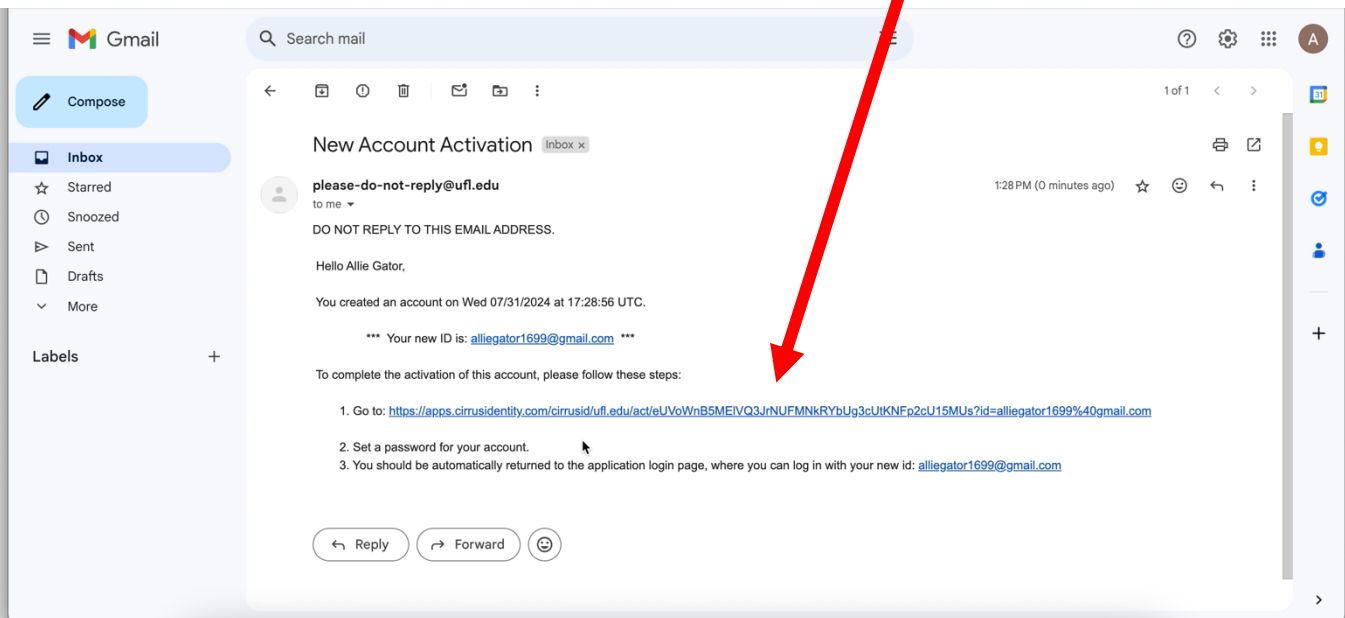 Gmail
Search mail
Compose
1 of 1
Inbox
Starred
Snoozed
Sent
Drafts
More
Labels
New Account Activation Inbox x
please-do-not-reply@ufl.edu 1:28 PM (0 minutes ago)
to me
DO NOT REPLY TO THIS EMAIL ADDRESS.
Hello Allie Gator,
You created an account on Wed 07/31/2024 at 17:28:56 UTC.
*** Your new ID is: alliegator1699@gmail.com ***
To complete the activation of this account, please follow these steps:
1. Go to: https://apps.cirrusidentity.com/cirrusid/ufl.edu/act/eUVoWnB5MElVQ3JrNUFMNkRYbUg3cUtKNFp2cU15MUs?id=alliegator1699%40gmail.com
2. Set a password for your account.
3. You should be automatically returned to the application login page, where you can log in with your new id: alliegator1699@gmail.com
Reply Forward
A
31